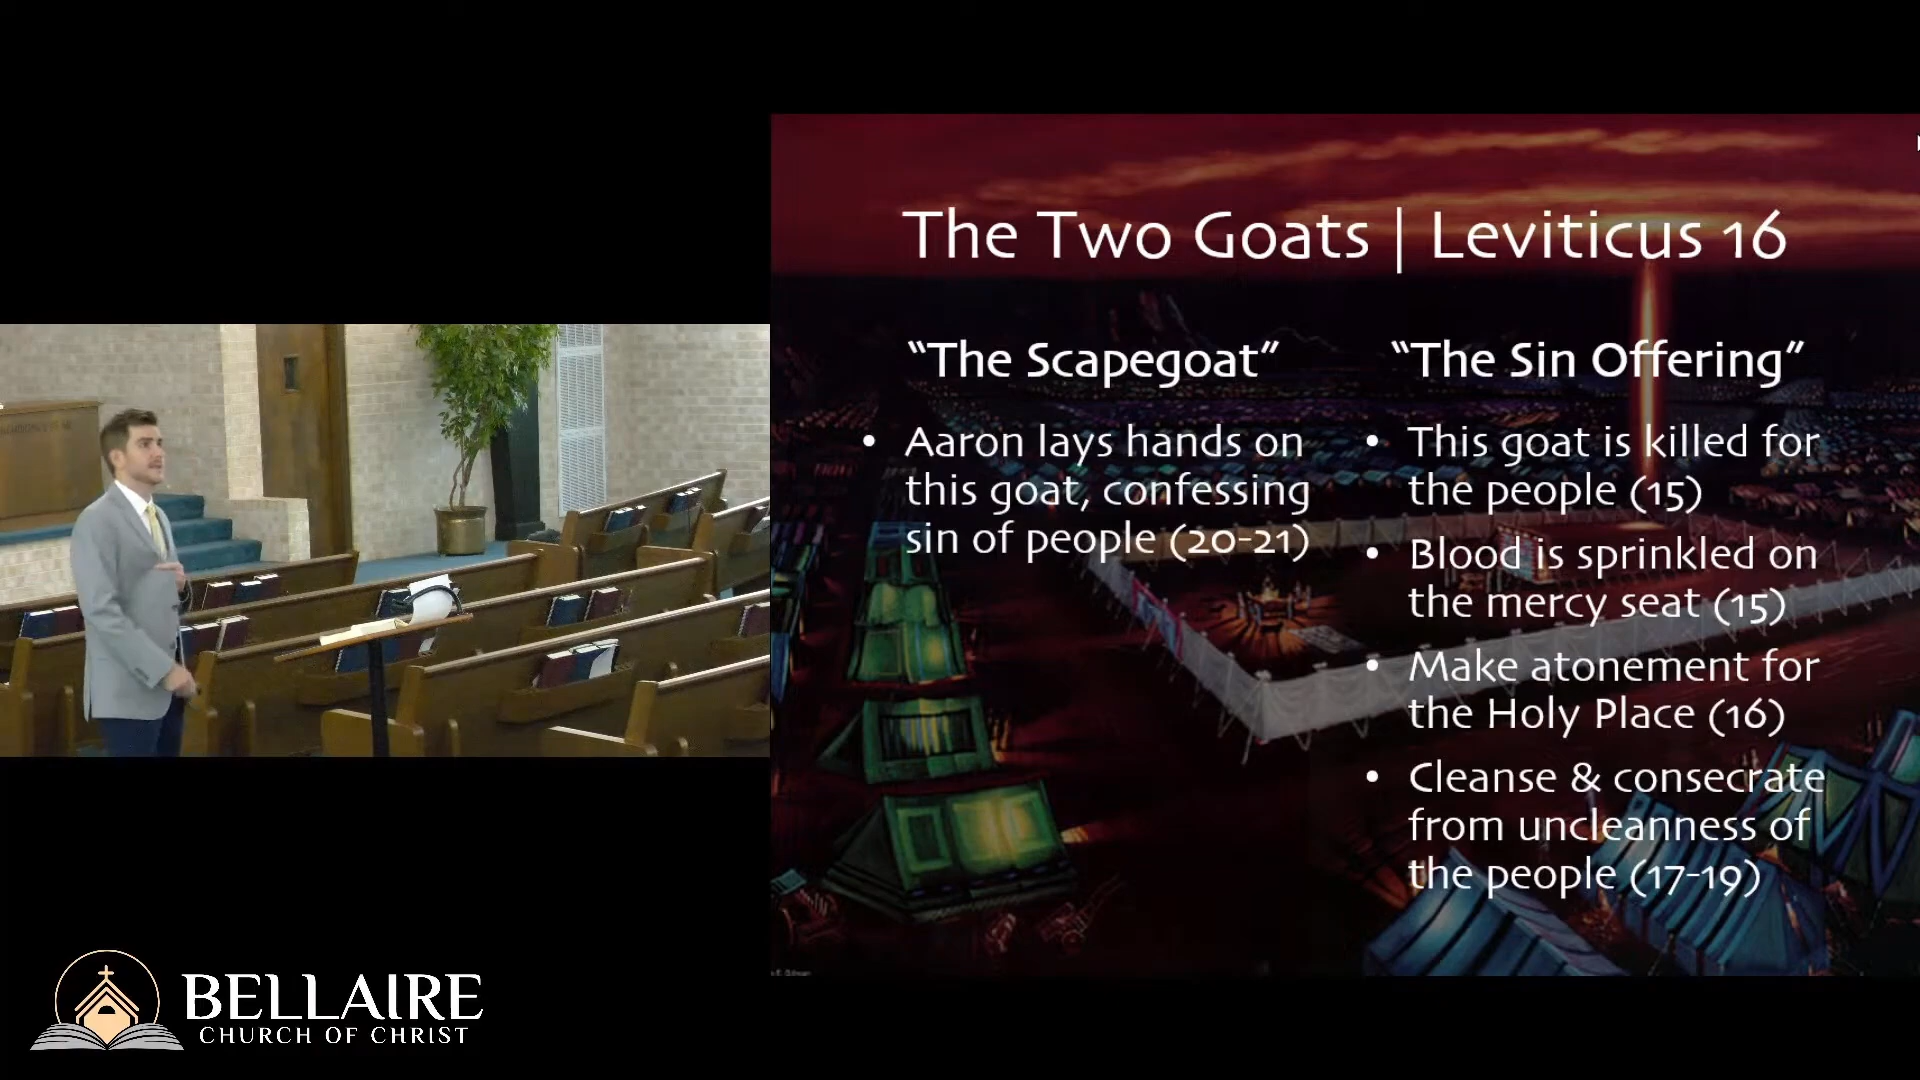 The Two Goats | Leviticus 16
“The Scapegoat”
• Aaron lays hands on
this goat, confessing
sin of people (20-21)
“The Sin Offering”
• This goat is killed for
the people (15)
• Blood is sprinkled on
the mercy seat (15)
• Make atonement for
the Holy Place (16)
• Cleanse & consecrate
from uncleanness of
the people (17-19)
BELLAIRE
CHURCH OF CHRIST